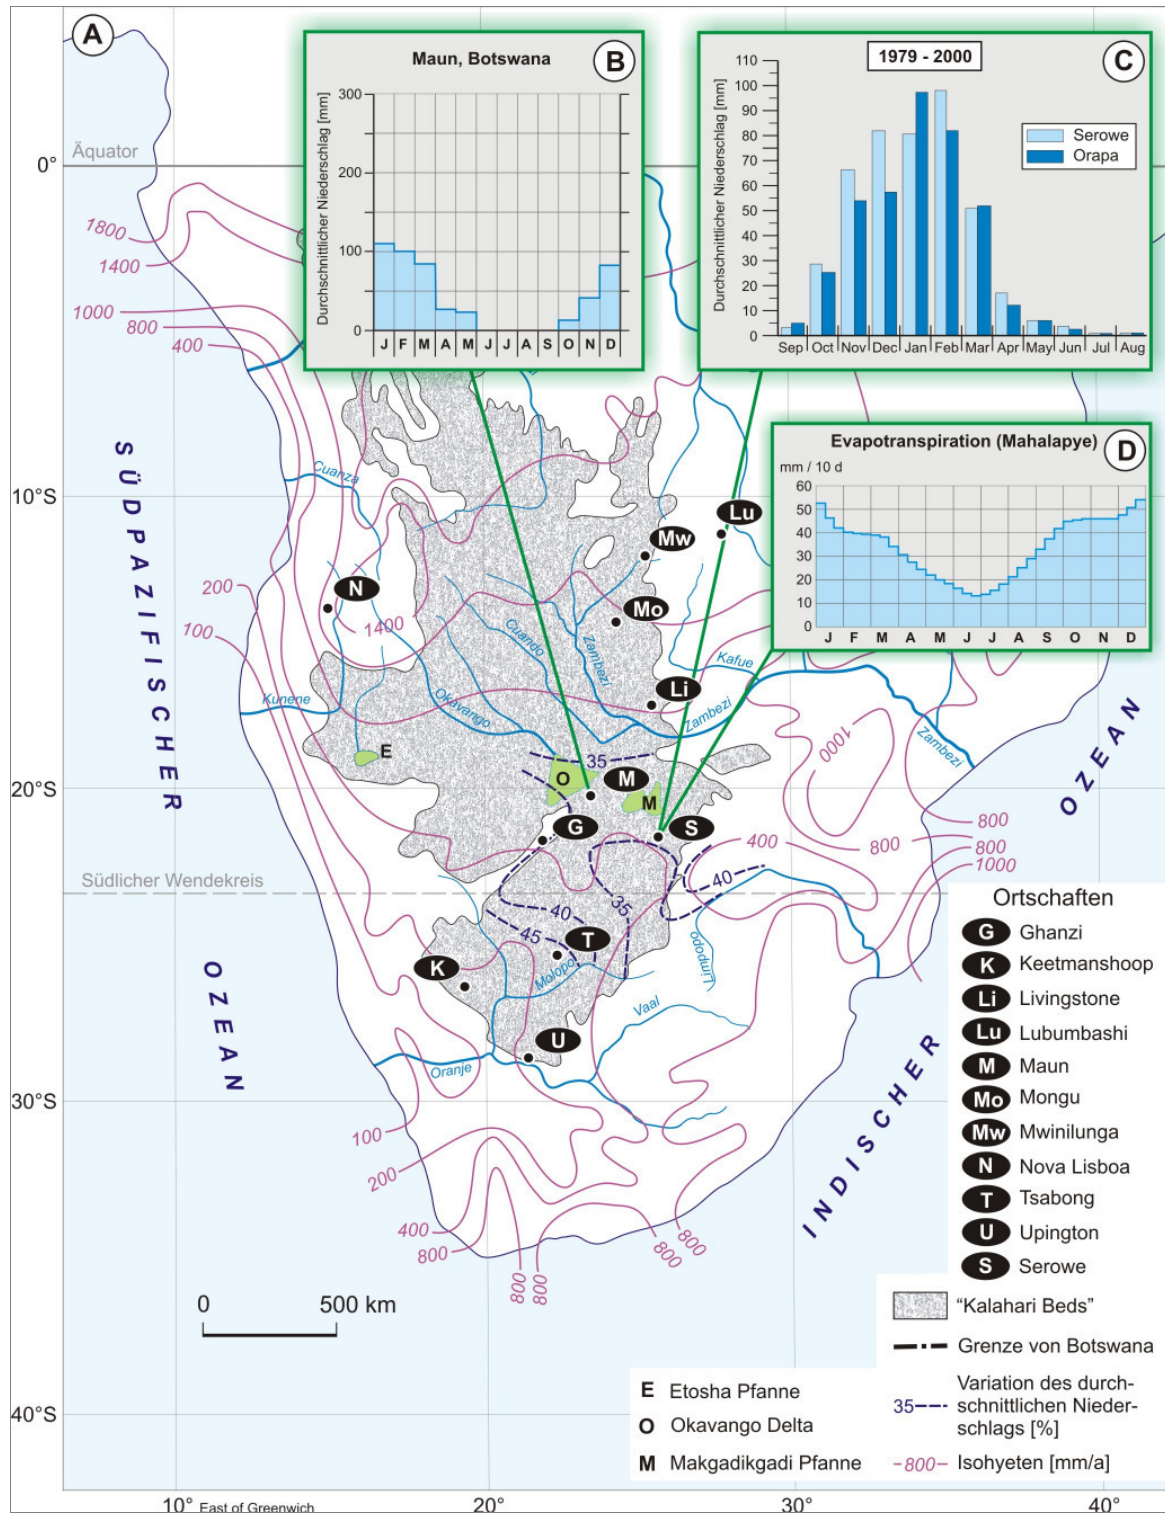 A
Maun, Botswana
B
Durchschnittlicher Niederschlag [mm]
300
200
100
0
J F M A M J J A S O N D
1979 - 2000
C
Durchschnittlicher Niederschlag [mm]
110
100
90
80
70
60
50
40
30
20
10
0
Serowe
Orapa
Sep Oct Nov Dec Jan Feb Mar Apr May Jun Jul Aug
Evapotranspiration (Mahalapye)
D
mm / 10 d
60
50
40
30
20
10
0
J F M A M J J A S O N D
Äquator
0°
1800
1400
1000
800
400
10°S
Cuanza
Lu
Mw
200
N
100
1400
Mo
Cuando
Zambezi
Kafue
Li
Kunene
Okavango
Zambezi
Zambezi
1000
E
35
O
M
M
20°S
G
S
400
800
800
800
1000
Südlicher Wendekreis
40
40
35
45
T
K
Molopo
Limpopo
Vaal
U
Oranje
30°S
100
200
400
800
800
800
800
800
SÜDPAZIFISCHER
OZEAN
INDISCHER
OZEAN
0 500 km
40°S
10° East of Greenwich
20°
30°
40°
Ortschaften
G Ghanzi
K Keetmanshoop
Li Livingstone
Lu Lubumbashi
M Maun
Mo Mongu
Mw Mwinilunga
N Nova Lisboa
T Tsabong
U Upington
S Serowe
"Kalahari Beds"
Grenze von Botswana
35 Variation des durch-
schnittlichen Nieder-
schlags [%]
800 Isohyeten [mm/a]
E Etosha Pfanne
O Okavango Delta
M Makgadikgadi Pfanne